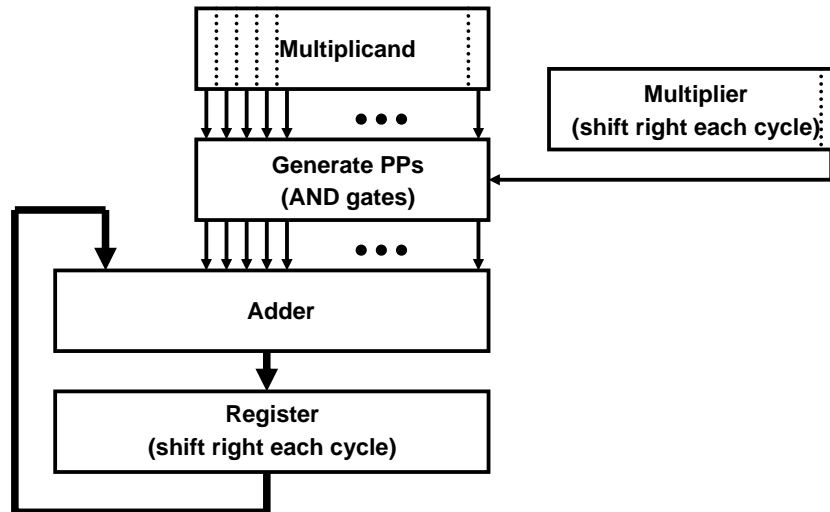 Multiplicand
Multiplier
(shift right each cycle)
Generate PPs
(AND gates)
Adder
Register
(shift right each cycle)